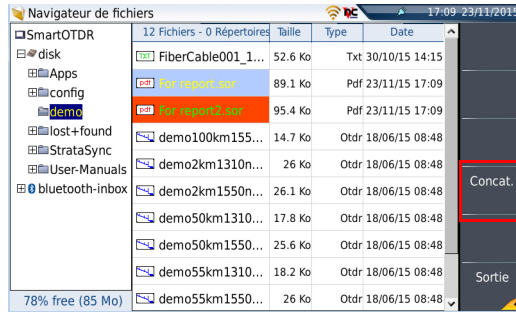 Navigateur de fichiers 17:09 23/11/2015
SmartOTDR
disk
Apps
config
demo
lost+found
StrataSync
User-Manuals
bluetooth-inbox
78% free (85 Mo)
12 Fichiers - 0 Répertoires Taille Type Date
TXT FiberCable001_1... 52.6 Ko Txt 30/10/15 14:15
pdf For report.sor 89.1 Ko Pdf 23/11/15 17:09
pdf For report2.sor 95.4 Ko Pdf 23/11/15 17:09
demo100km155... 14.7 Ko Otdr 18/06/15 08:48
demo2km1310n... 26 Ko Otdr 18/06/15 08:48
demo2km1550n... 26.1 Ko Otdr 18/06/15 08:48
demo50km1310... 17.8 Ko Otdr 18/06/15 08:48
demo50km1550... 25.6 Ko Otdr 18/06/15 08:48
demo55km1310... 18.2 Ko Otdr 18/06/15 08:48
demo55km1550... 26 Ko Otdr 18/06/15 08:48
Concat.
Sortie